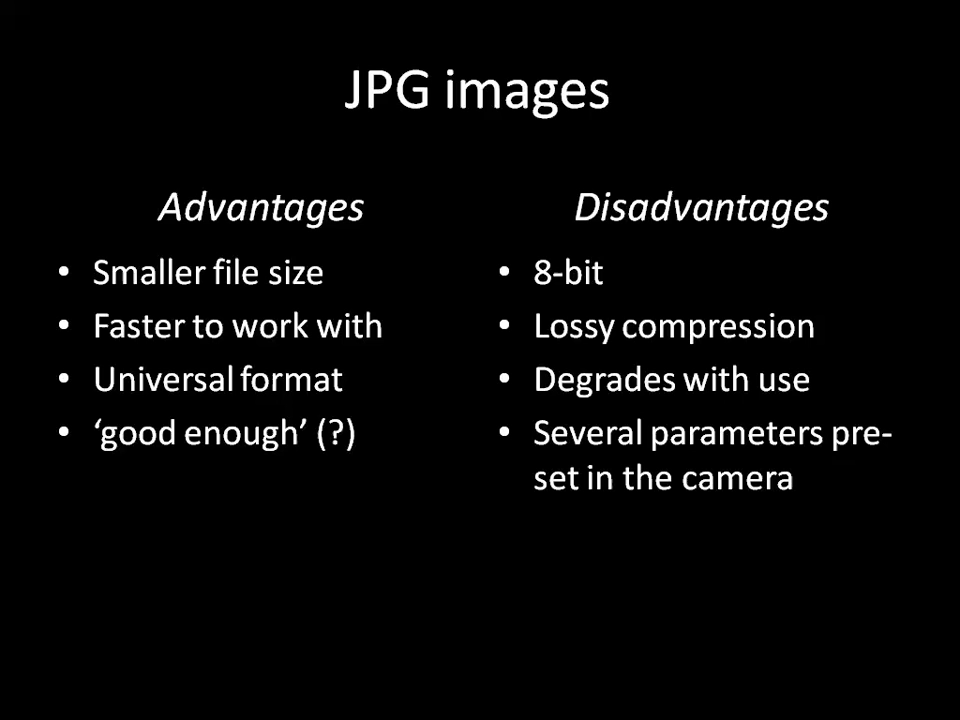 JPG images
Advantages
• Smaller file size
• Faster to work with
• Universal format
• ‘good enough’ (?)
Disadvantages
• 8-bit
• Lossy compression
• Degrades with use
• Several parameters pre-
set in the camera